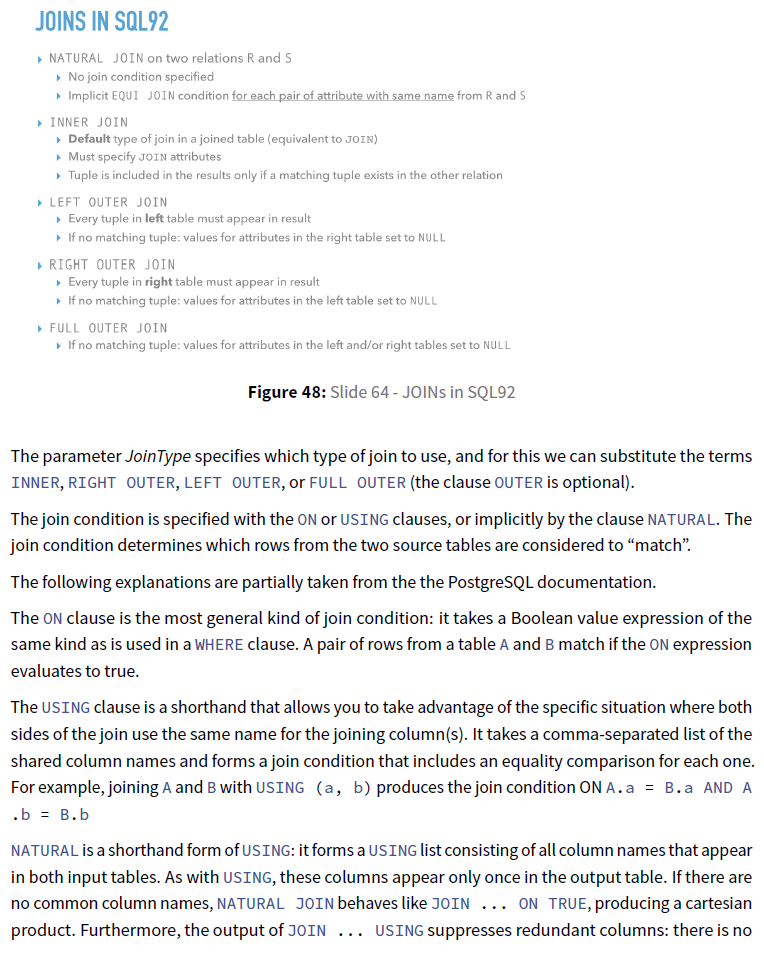 JOINS IN SQL92
NATURAL JOIN on two relations R and S
No join condition specified
Implicit EQUI JOIN condition for each pair of attribute with same name from R and S
INNER JOIN
Default type of join in a joined table (equivalent to JOIN)
Must specify JOIN attributes
Tuple is included in the results only if a matching tuple exists in the other relation
LEFT OUTER JOIN
Every tuple in left table must appear in result
If no matching tuple: values for attributes in the right table set to NULL
RIGHT OUTER JOIN
Every tuple in right table must appear in result
If no matching tuple: values for attributes in the left table set to NULL
FULL OUTER JOIN
If no matching tuple: values for attributes in the left and/or right tables set to NULL
Figure 48: Slide 64 - JOINs in SQL92
The parameter JoinType specifies which type of join to use, and for this we can substitute the terms
INNER, RIGHT OUTER, LEFT OUTER, or FULL OUTER (the clause OUTER is optional).
The join condition is specified with the ON or USING clauses, or implicitly by the clause NATURAL. The
join condition determines which rows from the two source tables are considered to “match”.
The following explanations are partially taken from the the PostgreSQL documentation.
The ON clause is the most general kind of join condition: it takes a Boolean value expression of the
same kind as is used in a WHERE clause. A pair of rows from a table A and B match if the ON expression
evaluates to true.
The USING clause is a shorthand that allows you to take advantage of the specific situation where both
sides of the join use the same name for the joining column(s). It takes a comma-separated list of the
shared column names and forms a join condition that includes an equality comparison for each one.
For example, joining A and B with USING (a, b) produces the join condition ON A.a = B.a AND A
.b = B.b
NATURAL is a shorthand form of USING: it forms a USING list consisting of all column names that appear
in both input tables. As with USING, these columns appear only once in the output table. If there are
no common column names, NATURAL JOIN behaves like JOIN ... ON TRUE, producing a cartesian
product. Furthermore, the output of JOIN ... USING suppresses redundant columns: there is no